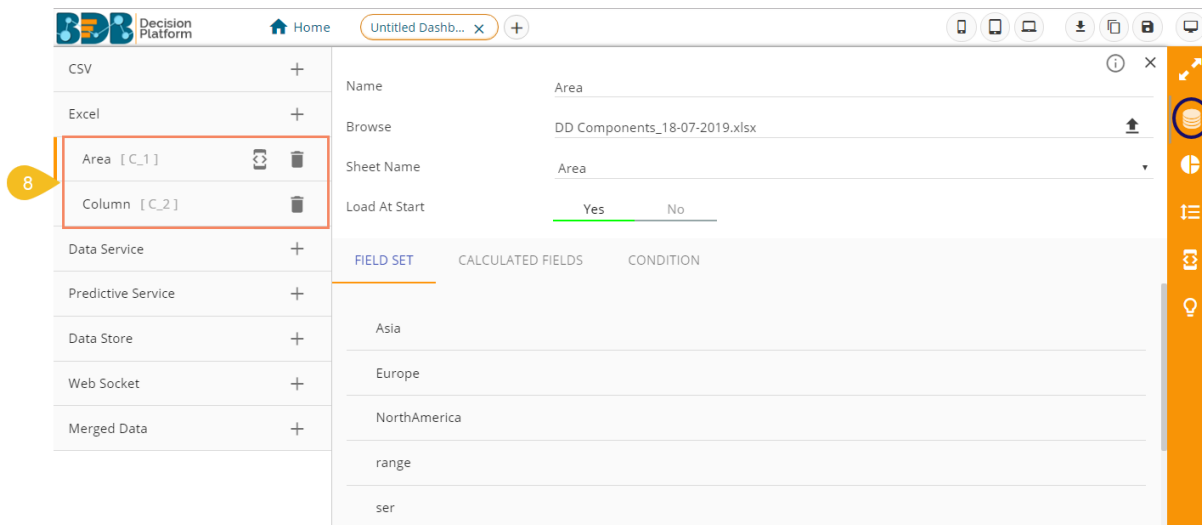 BDB Decision Platform
Home
Untitled Dashb... x
+
CSV +
Excel +
8
Area [ C_1 ]
Column [ C_2 ]
Data Service +
Predictive Service +
Data Store +
Web Socket +
Merged Data +
Name Area
Browse DD Components_18-07-2019.xlsx
Sheet Name Area
Load At Start Yes No
FIELD SET CALCULATED FIELDS CONDITION
Asia
Europe
NorthAmerica
range
ser